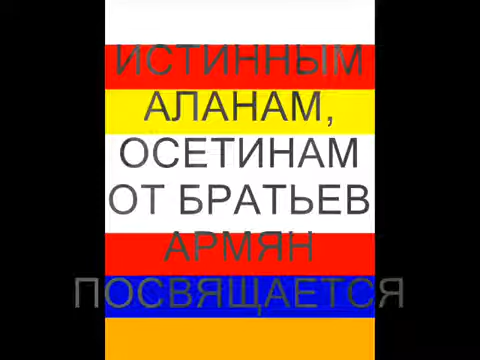 ИСТИННЫМ
АЛАНАМ,
ОСЕТИНАМ
ОТ БРАТЬЕВ
АРМЯН
ПОСВЯЩАЕТСЯ